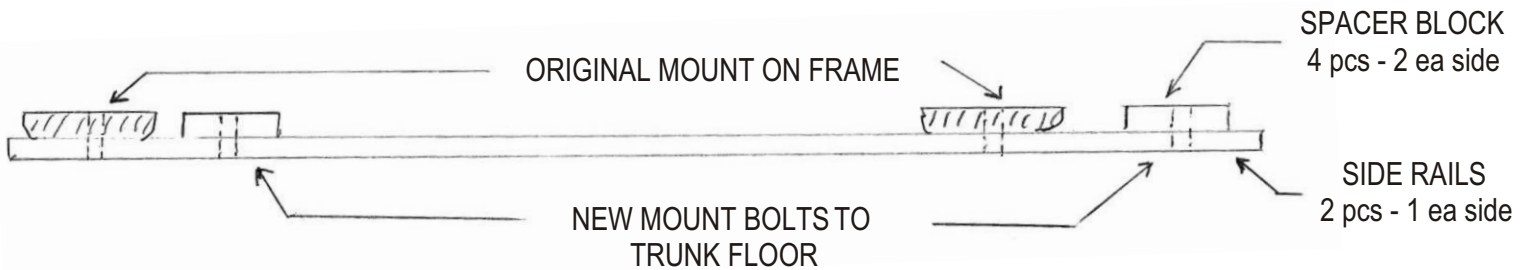 SPACER BLOCK
4 pcs - 2 ea side
ORIGINAL MOUNT ON FRAME
SIDE RAILS
2 pcs - 1 ea side
NEW MOUNT BOLTS TO
TRUNK FLOOR